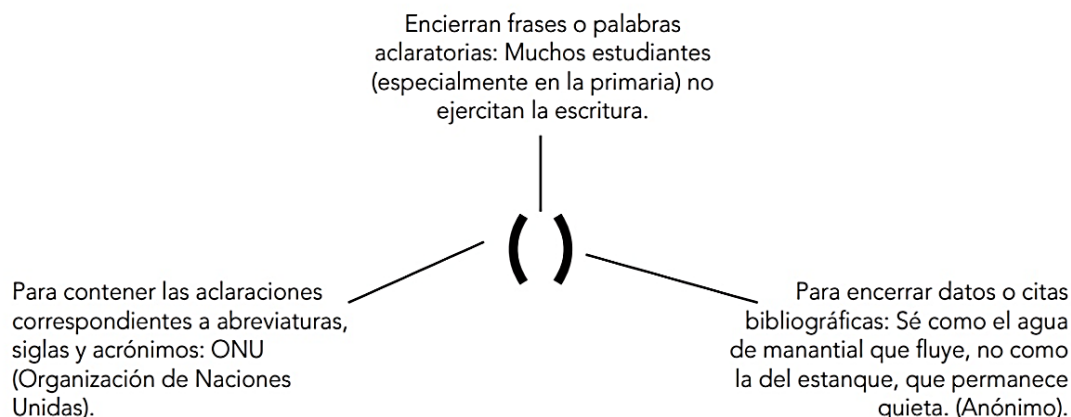 Encierran frases o palabras
aclaratorias: Muchos estudiantes
(especialmente en la primaria) no
ejercitan la escritura.
( )
Para contener las aclaraciones
correspondientes a abreviaturas,
siglas y acrónimos: ONU
(Organización de Naciones
Unidas).
Para encerrar datos o citas
bibliográficas: Sé como el agua
de manantial que fluye, no como
la del estanque, que permanece
quieta. (Anónimo).